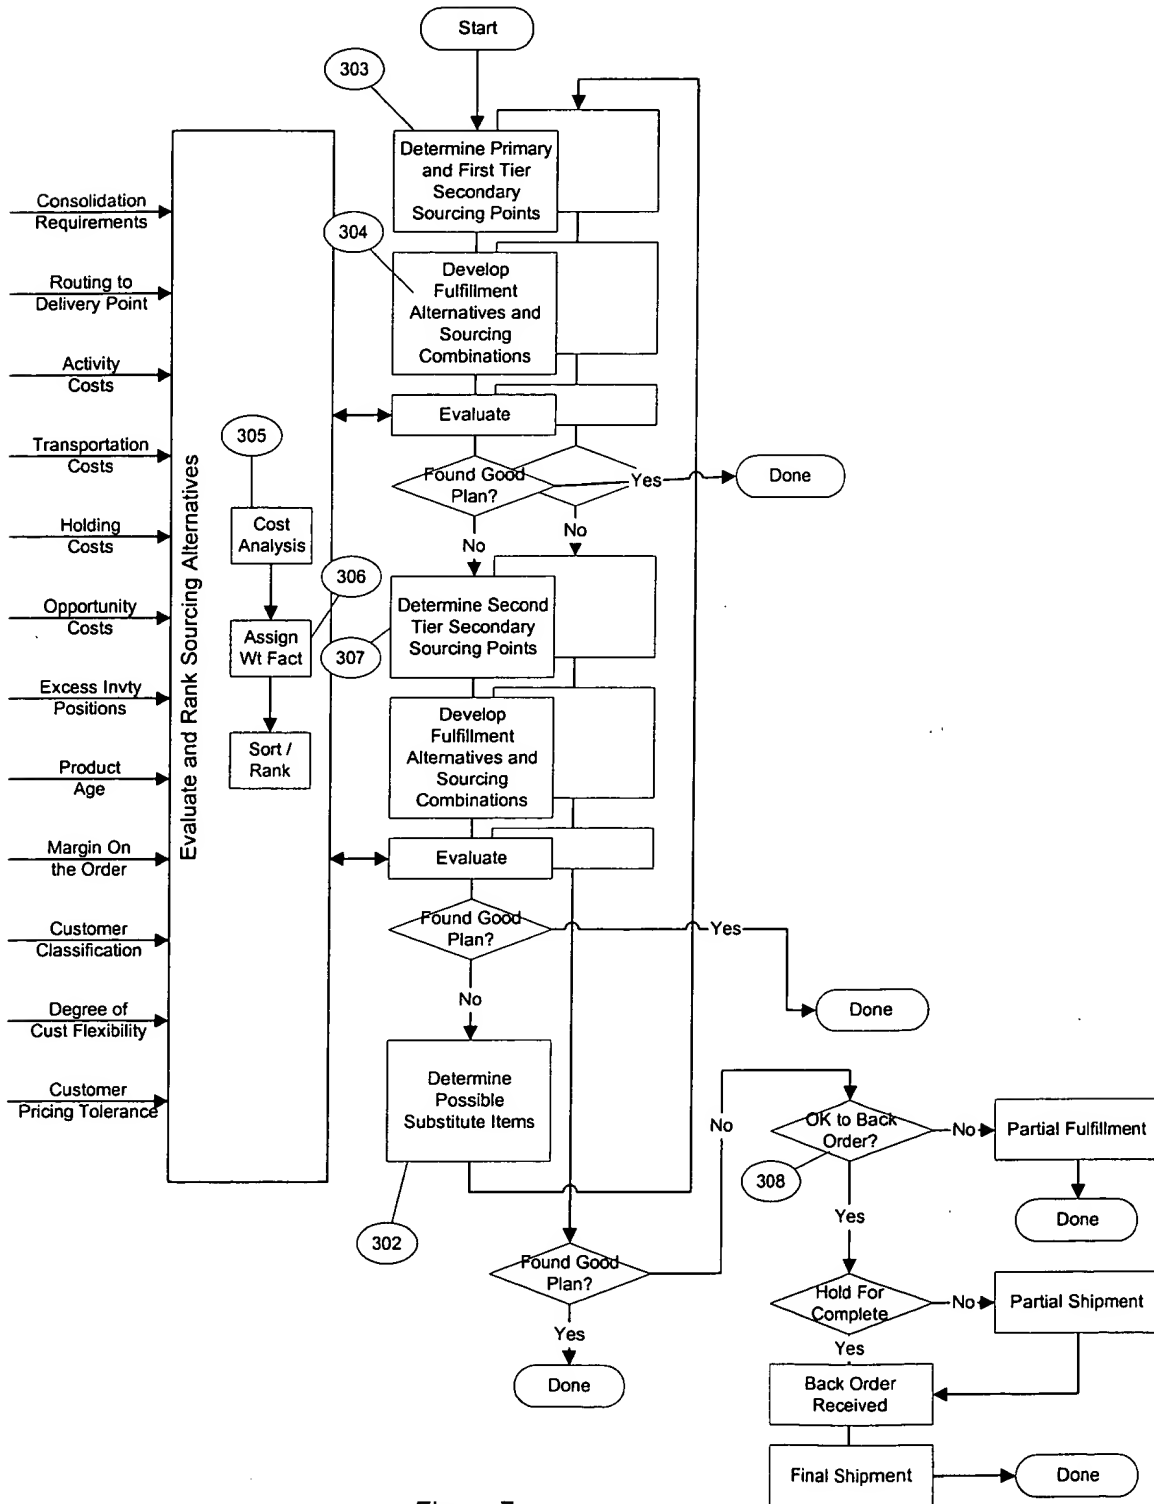 Start
303
Determine Primary
and First Tier
Secondary
Sourcing Points
Consolidation
Requirements
304
Develop
Fulfillment
Alternatives and
Sourcing
Combinations
Routing to
Delivery Point
Activity
Costs
Evaluate
305
Transportation
Costs
Found Good
Plan?
Yes
Done
Evaluate and Rank Sourcing Alternatives
Cost
Analysis
Holding
Costs
No
No
306
Opportunity
Costs
Assign
Wt Fact
307
Determine Second
Tier Secondary
Sourcing Points
Excess Invty
Positions
Develop
Fulfillment
Alternatives and
Sourcing
Combinations
Sort /
Rank
Product
Age
Margin On
the Order
Evaluate
Customer
Classification
Found Good
Plan?
Yes
No
Done
Degree of
Cust Flexibility
Determine
Possible
Substitute Items
Customer
Pricing Tolerance
No
OK to Back
Order?
No
Partial Fulfillment
308
302
Yes
Done
Found Good
Plan?
Hold For
Complete
No
Partial Shipment
Yes
Yes
Done
Back Order
Received
Final Shipment
Done